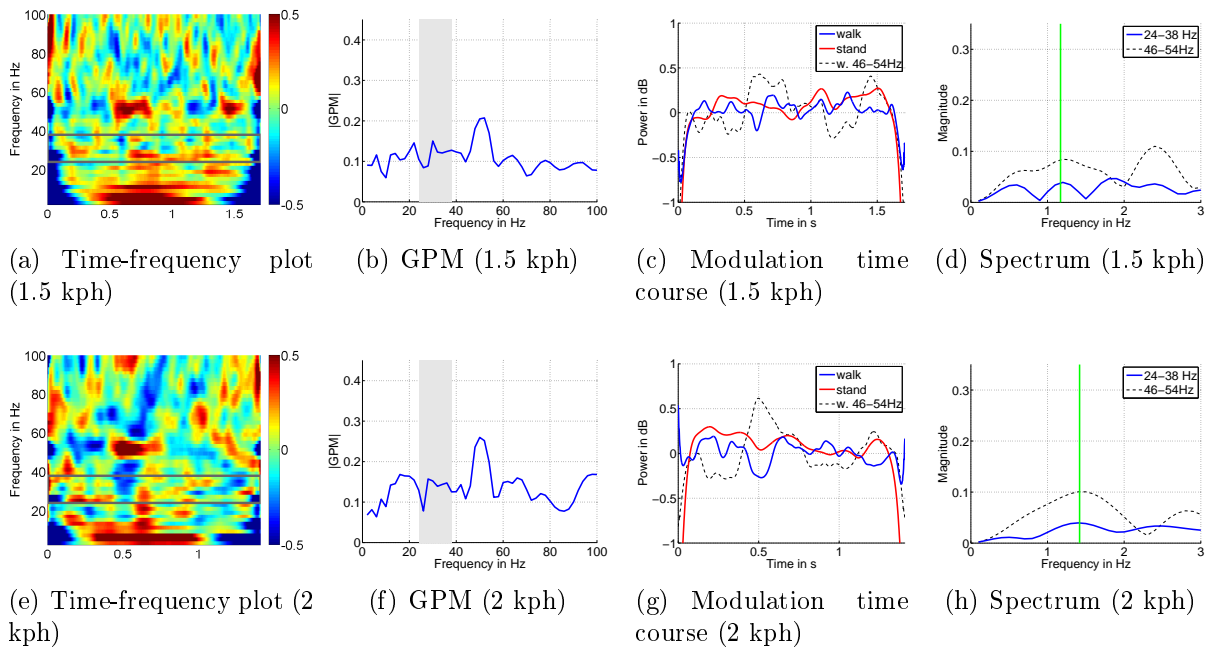 100
80
60
40
20
Frequency in Hz
0
0.5
1
1.5
0.5
0
−0.5
0.4
0.3
0.2
0.1
0
|GPM|
0
20
40
60
80
100
Frequency in Hz
1
0.5
0
−0.5
−1
Power in dB
walk
stand
w. 46−54Hz
0
0.5
1
1.5
Time in s
0.3
0.2
0.1
0
Magnitude
24−38 Hz
46−54Hz
0
1
2
3
Frequency in Hz
(a) Time-frequency plot
(1.5 kph)
(b) GPM (1.5 kph)
(c) Modulation time
course (1.5 kph)
(d) Spectrum (1.5 kph)
100
80
60
40
20
Frequency in Hz
0
0.5
1
0.5
0
−0.5
0.4
0.3
0.2
0.1
0
|GPM|
0
20
40
60
80
100
Frequency in Hz
1
0.5
0
−0.5
−1
Power in dB
walk
stand
w. 46−54Hz
0
0.5
1
Time in s
0.3
0.2
0.1
0
Magnitude
24−38 Hz
46−54Hz
0
1
2
3
Frequency in Hz
(e) Time-frequency plot (2
kph)
(f) GPM (2 kph)
(g) Modulation time
course (2 kph)
(h) Spectrum (2 kph)